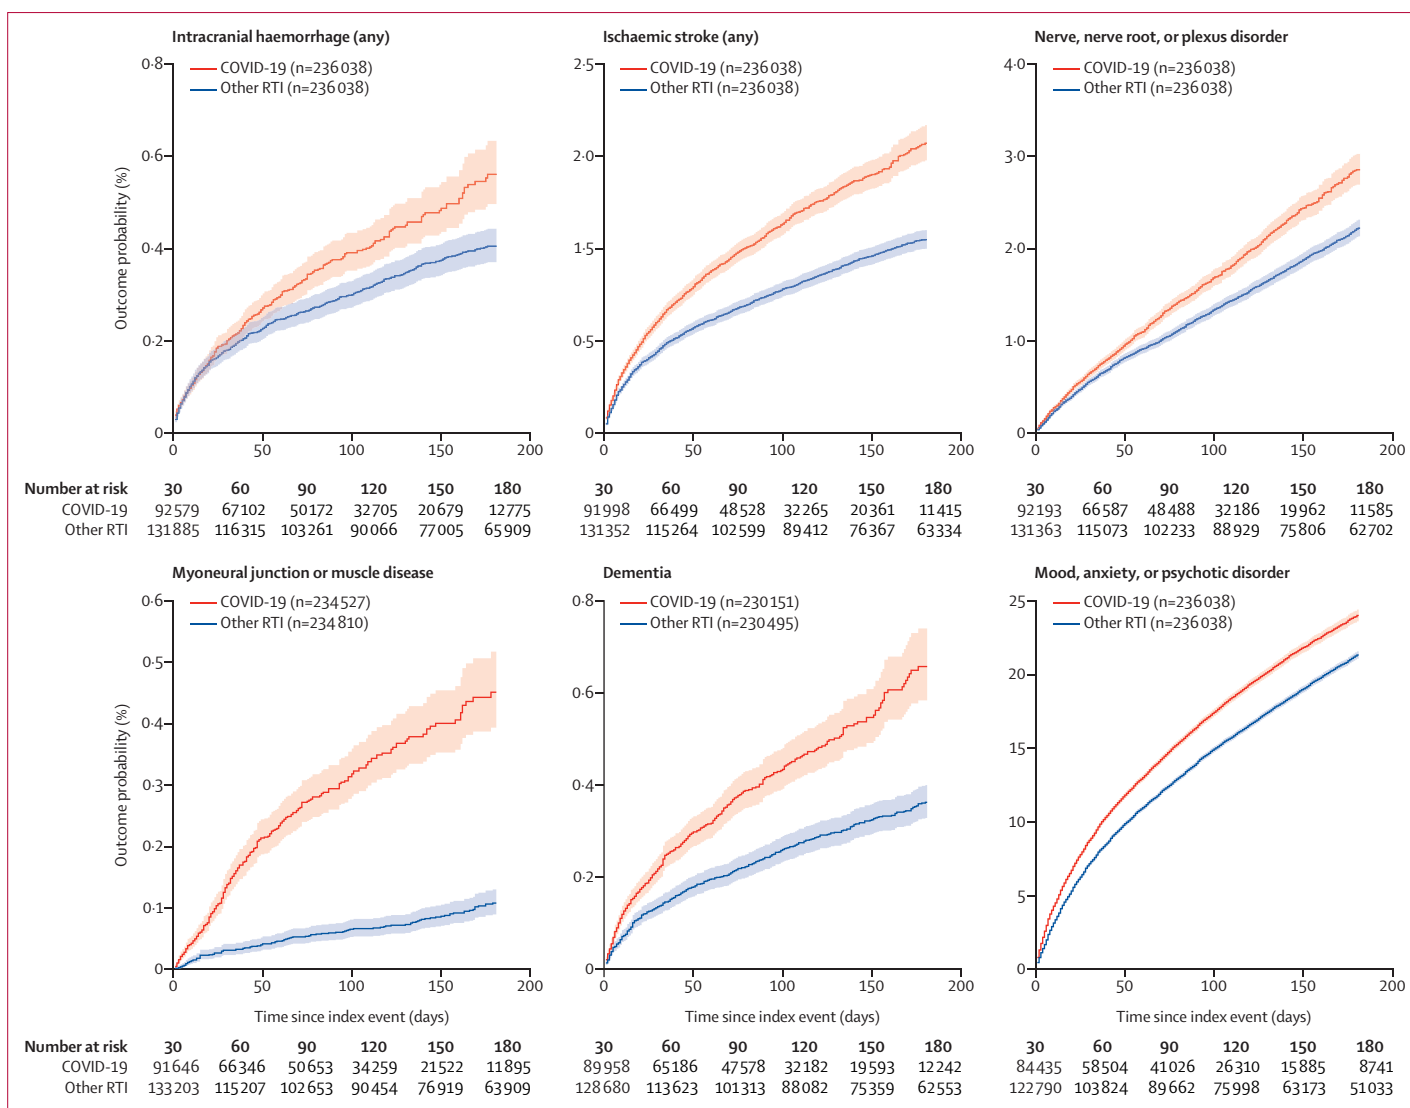 Intracranial haemorrhage (any)
COVID-19 (n=236 038)
Other RTI (n=236 038)
0·8
0·6
0·4
0·2
0
Outcome probability (%)
0 50 100 150 200
Ischaemic stroke (any)
COVID-19 (n=236 038)
Other RTI (n=236 038)
2·5
2·0
1·5
0·5
0
0 50 100 150 200
Nerve, nerve root, or plexus disorder
COVID-19 (n=236 038)
Other RTI (n=236 038)
4·0
3·0
2·0
1·0
0
0 50 100 150 200
Number at risk 30 60 90 120 150 180 30 60 90 120 150 180 30 60 90 120 150 180
COVID-19 92 579 67 102 50 172 32 705 20 679 12 775 91 998 66 499 48 528 32 265 20 361 11 415 92 193 66 587 48 488 32 186 19 962 11 585
Other RTI 131 885 116 315 103 261 90 066 77 005 65 909 131 352 115 264 102 599 89 412 76 367 63 334 131 363 115 073 102 233 88 929 75 806 62 702
Myoneural junction or muscle disease
COVID-19 (n=234 527)
Other RTI (n=234 810)
0·6
0·5
0·4
0·3
0·2
0·1
0
Outcome probability (%)
0 50 100 150 200
Time since index event (days)
Dementia
COVID-19 (n=230 151)
Other RTI (n=230 495)
0·8
0·6
0·4
0·2
0
0 50 100 150 200
Time since index event (days)
Mood, anxiety, or psychotic disorder
COVID-19 (n=236 038)
Other RTI (n=236 038)
25
20
15
10
5
0
0 50 100 150 200
Time since index event (days)
Number at risk 30 60 90 120 150 180 30 60 90 120 150 180 30 60 90 120 150 180
COVID-19 91 646 66 346 50 653 34 259 21 522 11 895 89 958 65 186 47 578 32 182 19 593 12 242 84 435 58 504 41 026 26 310 15 885 8741
Other RTI 133 203 115 207 102 653 90 454 76 919 63 909 128 680 113 623 101 313 88 082 75 359 62 553 122 790 103 824 89 662 75 998 63 173 51 033